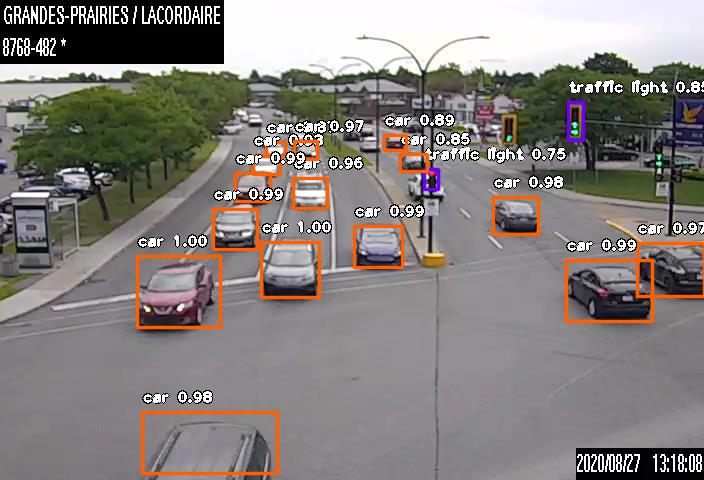 GRANDES-PRAIRIES / LACORDAIRE
8768-482 *
traffic light 0.85
car 0.89
car 0.97
car 0.85
car 0.99
car 0.96
traffic light 0.75
car 0.98
car 0.99
car 0.99
car 1.00
car 1.00
car 0.99
car 0.97
car 0.98
2020/08/27 13:18:08